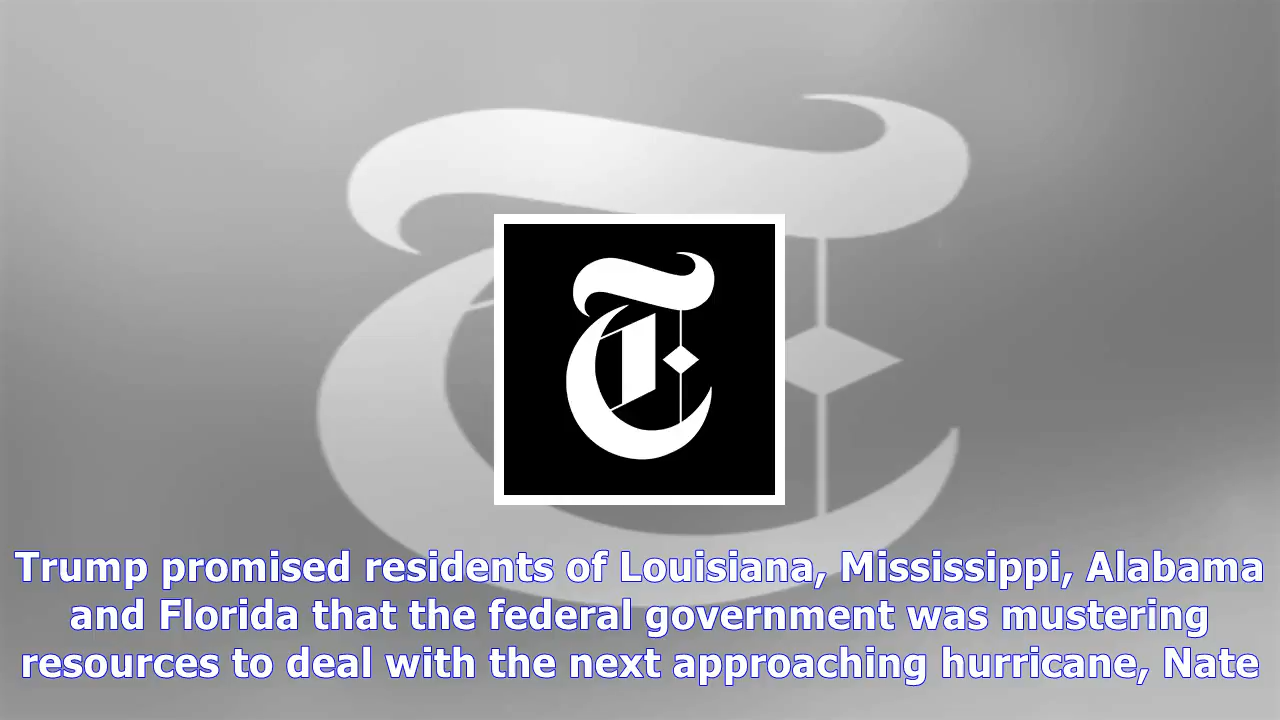 Trump promised residents of Louisiana, Mississippi, Alabama
and Florida that the federal government was mustering
resources to deal with the next approaching hurricane, Nate